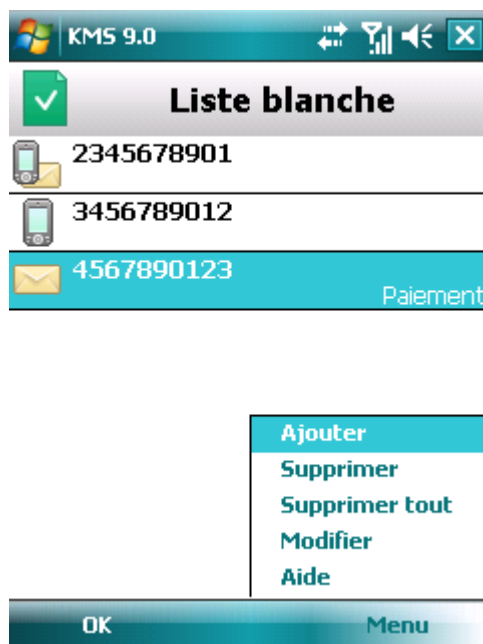 KMS 9.0
Liste blanche
2345678901
3456789012
4567890123
Paiement
Ajouter
Supprimer
Supprimer tout
Modifier
Aide
OK Menu